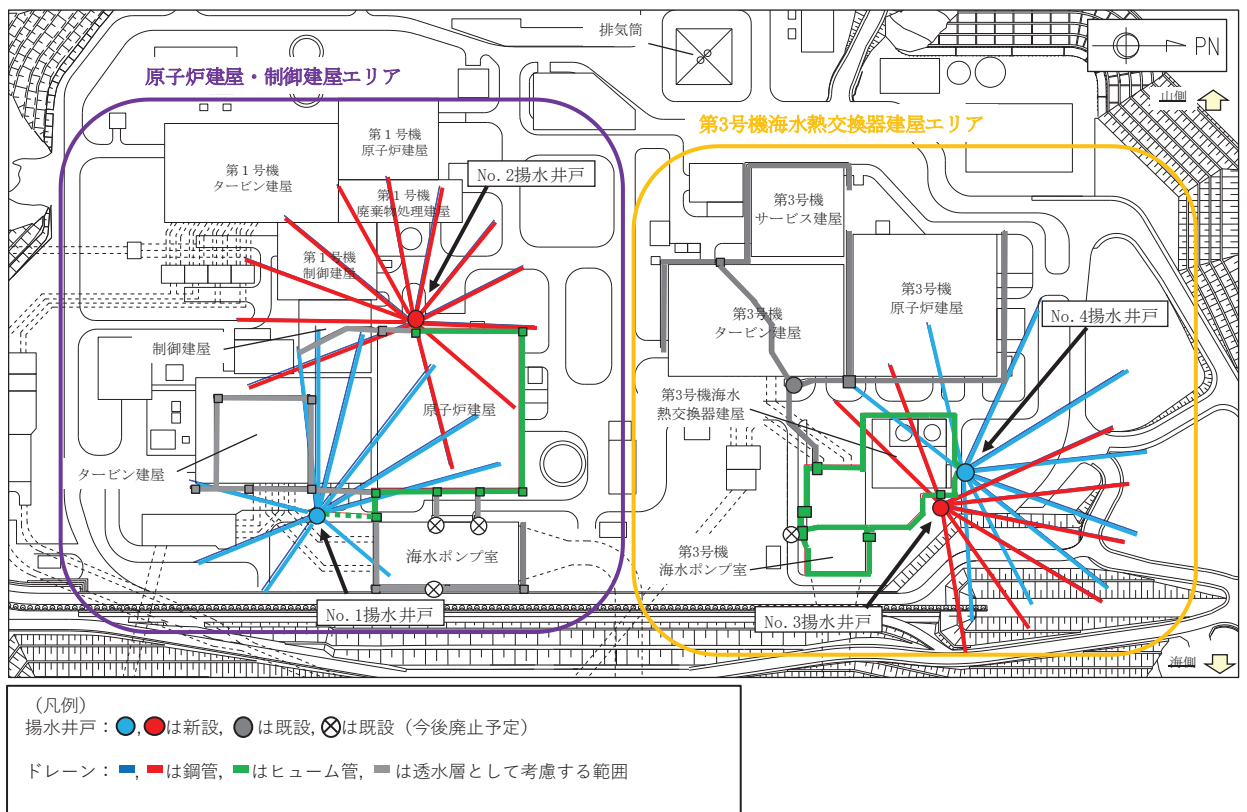 排気筒
PN
原子炉建屋・制御建屋エリア
山側
第3号機海水熱交換器建屋エリア
第１号機
原子炉建屋
第１号機
タービン建屋
No.2揚水井戸
第１号機
廃棄物処理建屋
第3号機
サービス建屋
第１号機
制御建屋
第3号機
原子炉建屋
第3号機
タービン建屋
No.4揚水井戸
制御建屋
原子炉建屋
第3号機海水
熱交換器建屋
タービン建屋
海水ポンプ室
第3号機
海水ポンプ室
No.1揚水井戸
No.3揚水井戸
海側
（凡例）
揚水井戸：,は新設，は既設，は既設（今後廃止予定）
ドレーン：,は鋼管，はヒューム管，は透水層として考慮する範囲